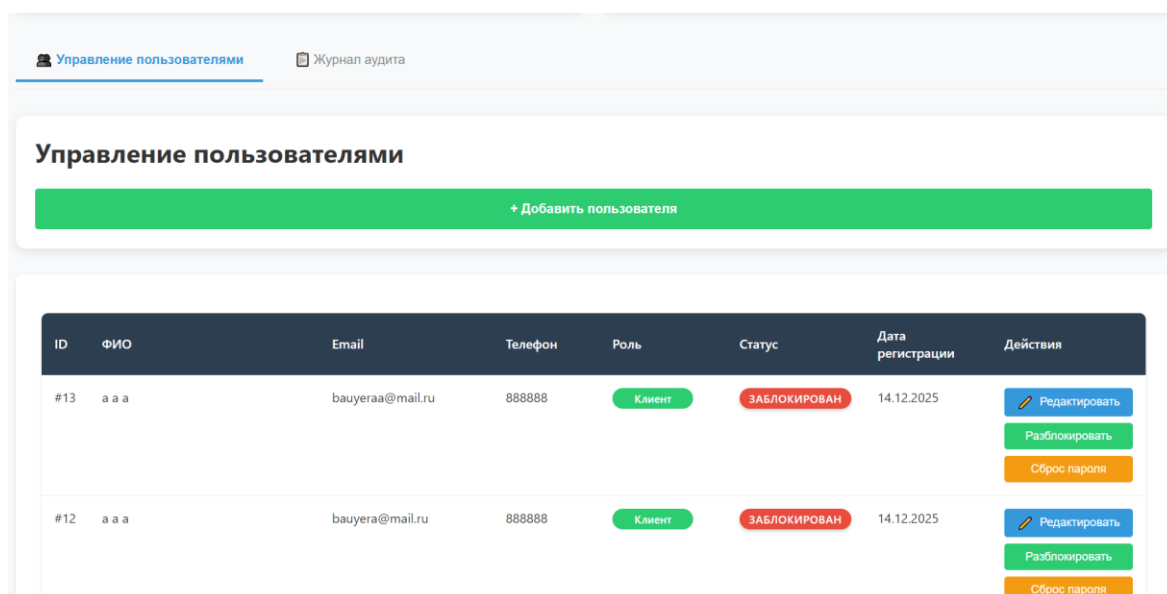 Управление пользователями Журнал аудита
Управление пользователями
+ Добавить пользователя
ID ФИО Email Телефон Роль Статус Дата регистрации Действия
#13 а а а bauyeraa@mail.ru 888888 Клиент ЗАБЛОКИРОВАН 14.12.2025 Редактировать
Разблокировать
Сброс пароля
#12 а а а bauyera@mail.ru 888888 Клиент ЗАБЛОКИРОВАН 14.12.2025 Редактировать
Разблокировать
Сброс пароля